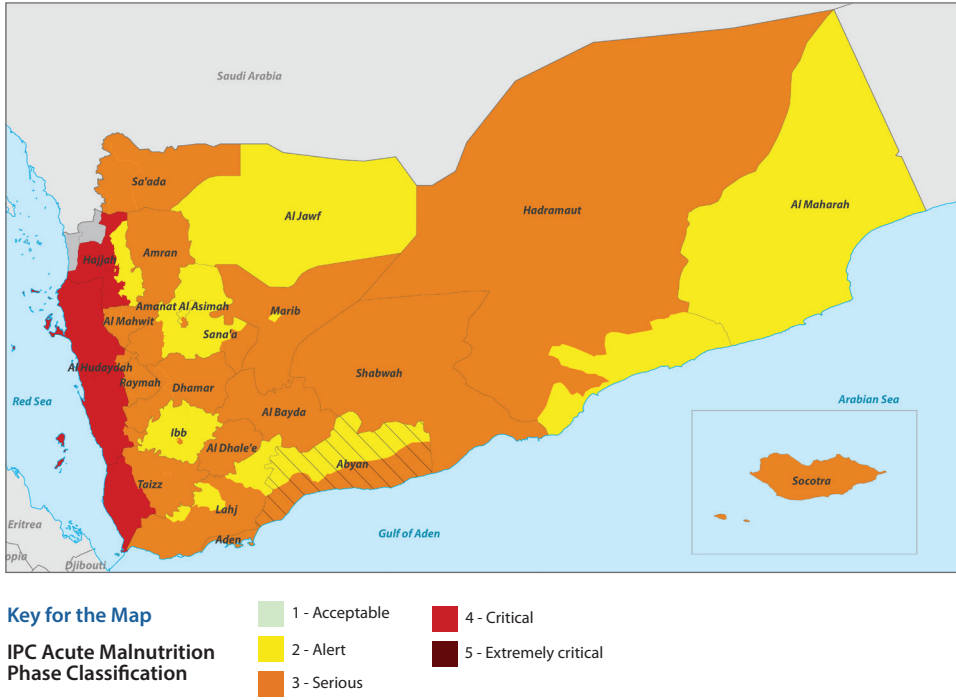 Saudi Arabia
Sa'ada
Al Jawf
Hadramaut
Al Maharah
Hajjah
Amran
Amanat Al Asimah
Marib
Al Mahwit
Sana'a
Al Hudaydah
Raymah
Dhamar
Shabwah
Red Sea
Arabian Sea
Al Bayda
Ibb
Al Dhale'e
Abyan
Taizz
Socotra
Lahj
Eritrea
Aden
Gulf of Aden
opia
Djibouti
Key for the Map
IPC Acute Malnutrition
Phase Classification
1 - Acceptable
2 - Alert
3 - Serious
4 - Critical
5 - Extremely critical